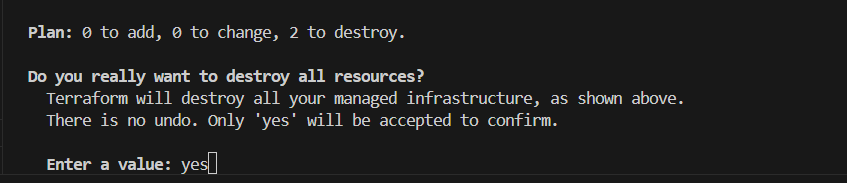 Plan: 0 to add, 0 to change, 2 to destroy.
Do you really want to destroy all resources?
Terraform will destroy all your managed infrastructure, as shown above.
There is no undo. Only 'yes' will be accepted to confirm.
Enter a value: yes